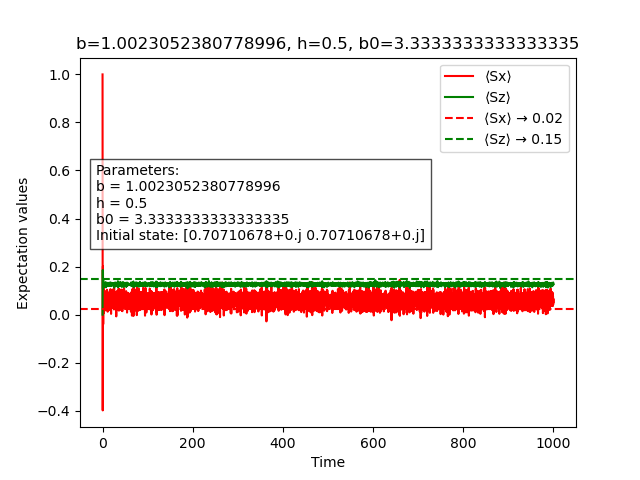 b=1.0023052380778996, h=0.5, b0=3.3333333333333335
1.0
0.8
0.6
0.4
0.2
0.0
−0.2
−0.4
Expectation values
⟨Sx⟩
⟨Sz⟩
⟨Sx⟩ → 0.02
⟨Sz⟩ → 0.15
Parameters:
b = 1.0023052380778996
h = 0.5
b0 = 3.3333333333333335
Initial state: [0.70710678+0.j 0.70710678+0.j]
0
200
400
600
800
1000
Time